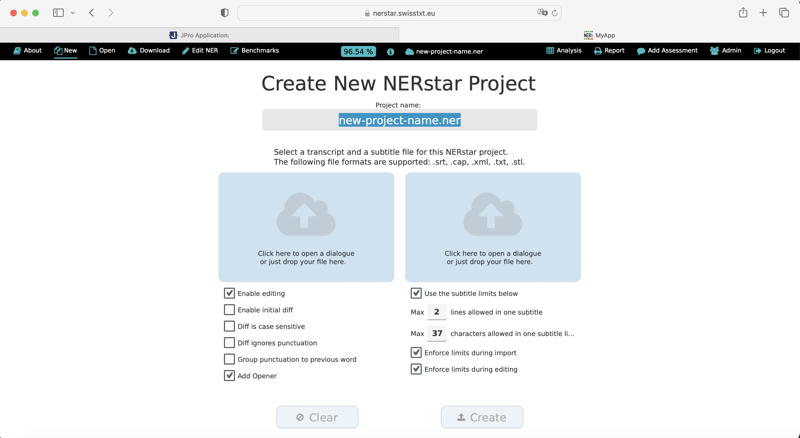 nerstar.swisstxt.eu
JPro Application:
MyApp
About New Open Download Edit NER Benchmarks 96.54 % new-project-name.ner Analysis Report Add Assessment Admin Logout
Create New NERstar Project
Project name:
new-project-name.ner
Select a transcript and a subtitle file for this NERstar project.
The following file formats are supported: .srt, .cap, .xml, .txt, .stl.
Click here to open a dialogue
or just drop your file here.
Click here to open a dialogue
or just drop your file here.
Enable editing
Enable initial diff
Diff is case sensitive
Diff ignores punctuation
Group punctuation to previous word
Add Opener
Use the subtitle limits below
Max 2 lines allowed in one subtitle
Max 37 characters allowed in one subtitle li...
Enforce limits during import
Enforce limits during editing
Clear
Create